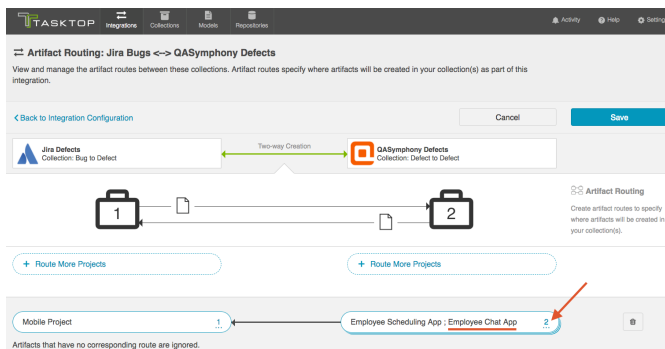 TASKTOP
Integrations
Collections
Models
Repositories
Activity
Help
Setting
Artifact Routing: Jira Bugs <--> QASymphony Defects
View and manage the artifact routes between these collections. Artifact routes specify where artifacts will be created in your collection(s) as part of this
integration.
Back to Integration Configuration
Cancel
Save
Jira Defects
Collection: Bug to Defect
Two-way Creation
QASymphony Defects
Collection: Defect to Defect
1
2
Artifact Routing
Create artifact routes to specify
where artifacts will be created in
your collection(s).
+ Route More Projects
+ Route More Projects
Mobile Project
1
Employee Scheduling App ; Employee Chat App
2
Artifacts that have no corresponding route are ignored.